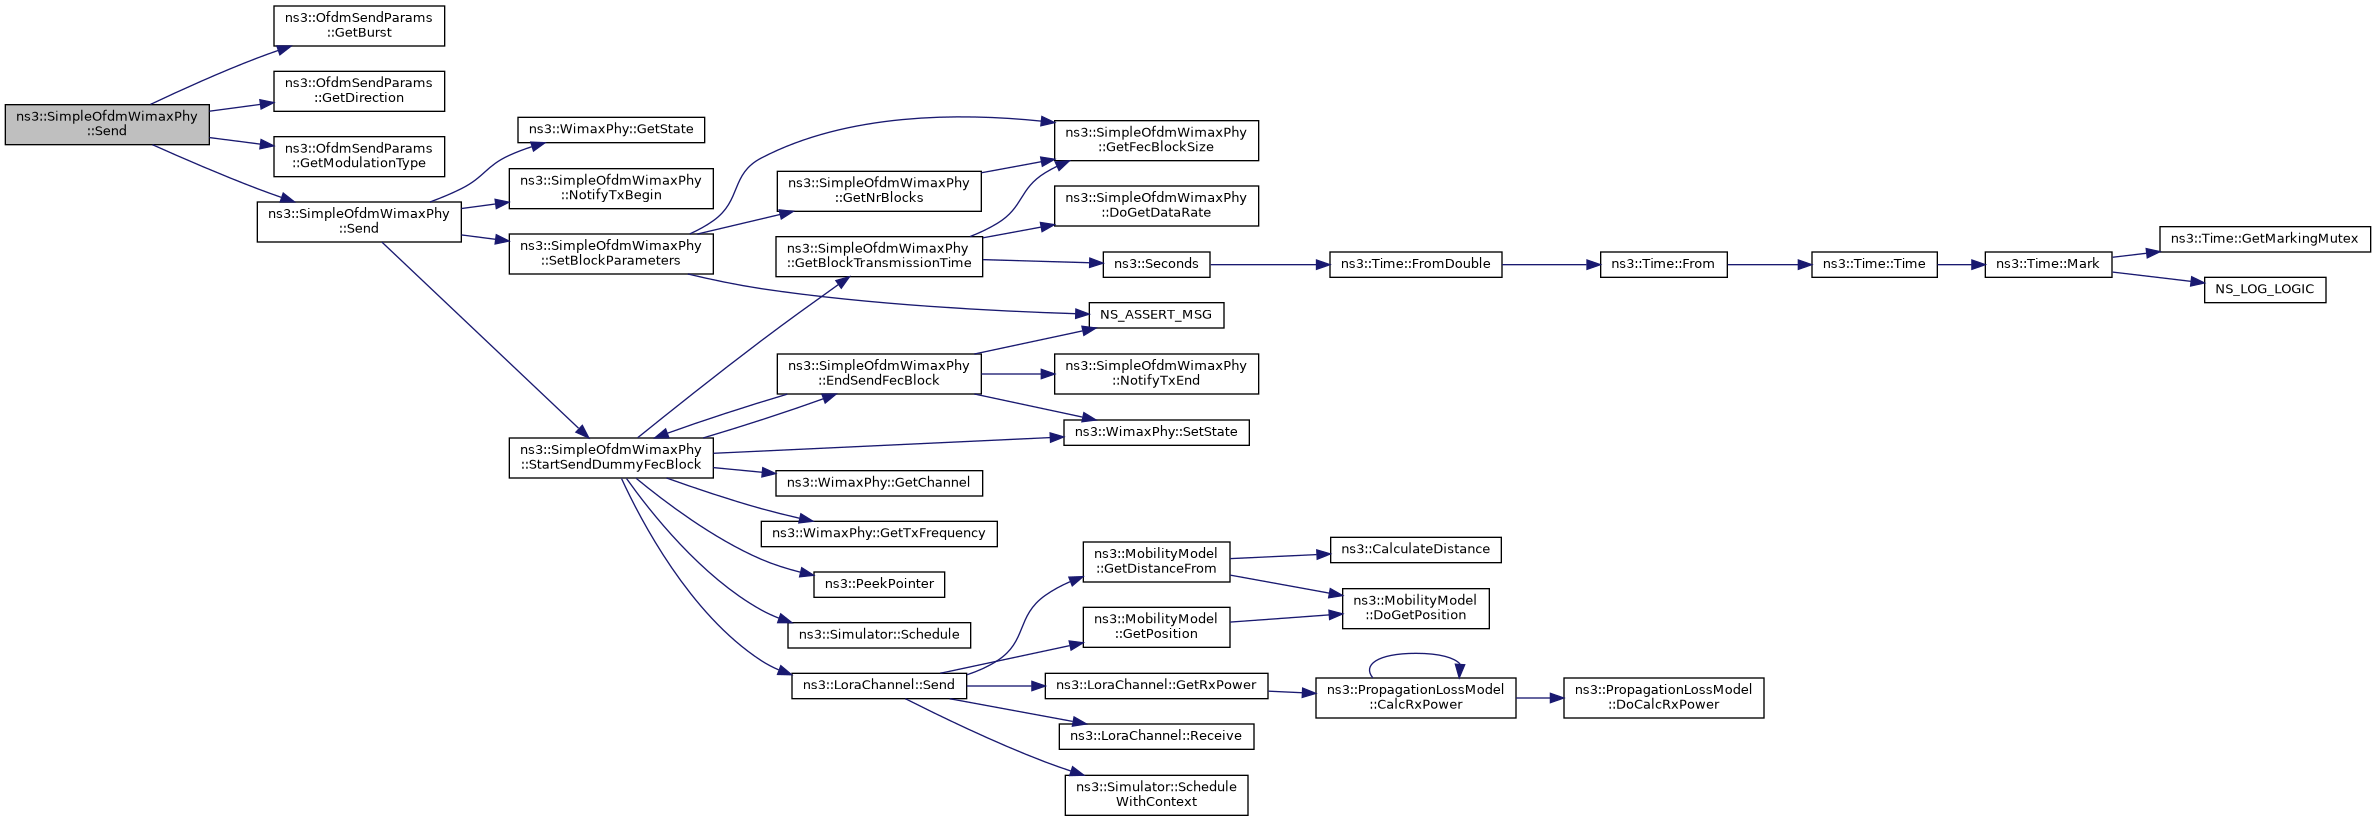 ns3::OfdmSendParams
::GetBurst
ns3::OfdmSendParams
::GetDirection
ns3::SimpleOfdmWimaxPhy
::Send
ns3::OfdmSendParams
::GetModulationType
ns3::SimpleOfdmWimaxPhy
::Send
ns3::WimaxPhy::GetState
ns3::SimpleOfdmWimaxPhy
::NotifyTxBegin
ns3::SimpleOfdmWimaxPhy
::SetBlockParameters
ns3::SimpleOfdmWimaxPhy
::StartSendDummyFecBlock
ns3::SimpleOfdmWimaxPhy
::GetNrBlocks
ns3::SimpleOfdmWimaxPhy
::GetBlockTransmissionTime
ns3::SimpleOfdmWimaxPhy
::EndSendFecBlock
ns3::WimaxPhy::GetChannel
ns3::WimaxPhy::GetTxFrequency
ns3::PeekPointer
ns3::Simulator::Schedule
ns3::LoraChannel::Send
ns3::SimpleOfdmWimaxPhy
::GetFecBlockSize
ns3::SimpleOfdmWimaxPhy
::DoGetDataRate
ns3::Seconds
NS_ASSERT_MSG
ns3::SimpleOfdmWimaxPhy
::NotifyTxEnd
ns3::WimaxPhy::SetState
ns3::MobilityModel
::GetDistanceFrom
ns3::MobilityModel
::GetPosition
ns3::LoraChannel::GetRxPower
ns3::LoraChannel::Receive
ns3::Simulator::Schedule
WithContext
ns3::Time::FromDouble
ns3::CalculateDistance
ns3::MobilityModel
::DoGetPosition
ns3::PropagationLossModel
::CalcRxPower
ns3::Time::From
ns3::PropagationLossModel
::DoCalcRxPower
ns3::Time::Time
ns3::Time::Mark
ns3::Time::GetMarkingMutex
NS_LOG_LOGIC